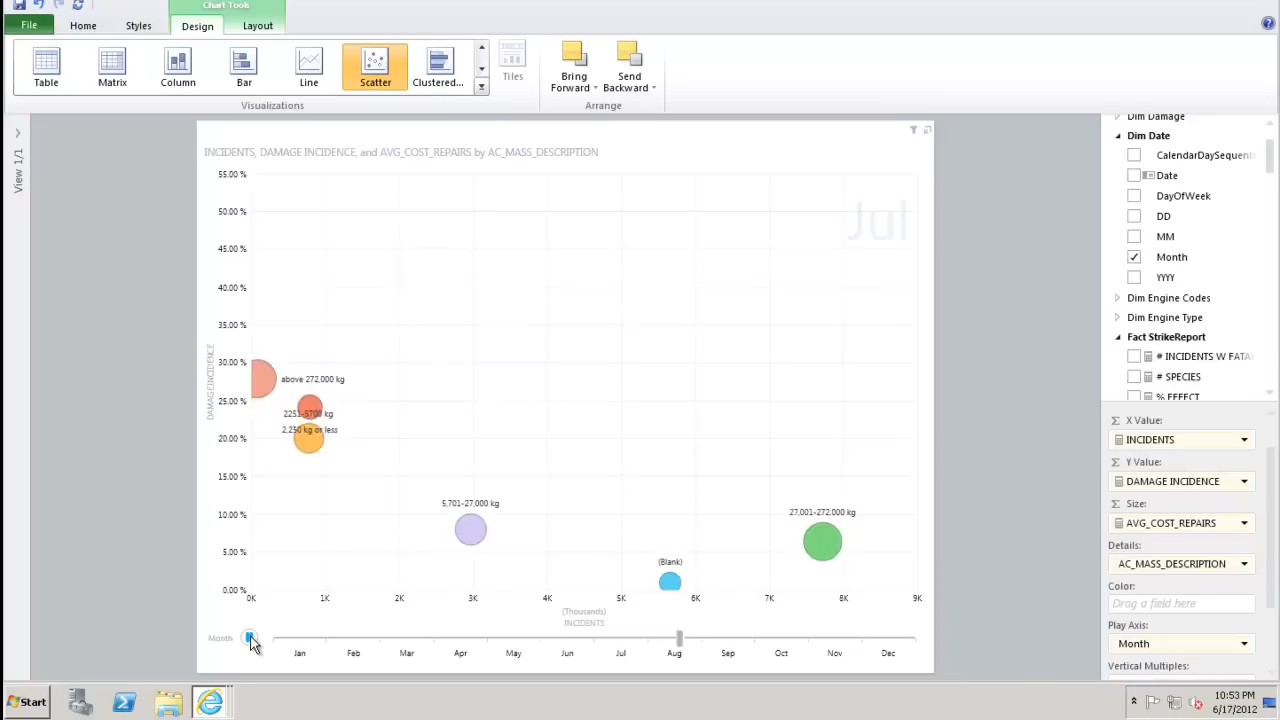 Chart Tools
File
Home
Styles
Design
Layout
Table
Matrix
Column
Bar
Line
Scatter
Clustered...
Tiles
Bring Forward
Send Backward
Visualizations
Arrange
View 1/1
INCIDENTS, DAMAGE INCIDENCE, and AVG_COST_REPAIRS by AC_MASS_DESCRIPTION
Jul
55.00 %
50.00 %
45.00 %
40.00 %
35.00 %
30.00 %
25.00 %
20.00 %
15.00 %
10.00 %
5.00 %
0.00 %
DAMAGE INCIDENCE
above 272,000 kg
2251-5700 kg
2,250 kg or less
5,701-27,000 kg
27,001-272,000 kg
(Blank)
0K 1K 2K 3K 4K 5K 6K 7K 8K 9K
(Thousands)
INCIDENTS
Month
Jan Feb Mar Apr May Jun Jul Aug Sep Oct Nov Dec
Dim Damage
Dim Date
CalendarDaySequent
Date
DayOfWeek
DD
MM
Month
YYYY
Dim Engine Codes
Dim Engine Type
Fact StrikeReport
# INCIDENTS W FATA
# SPECIES
% EFFECT
Σ X Value:
INCIDENTS
Σ Y Value:
DAMAGE INCIDENCE
Σ Size:
AVG_COST_REPAIRS
Details:
AC_MASS_DESCRIPTION
Color:
Drag a field here
Play Axis:
Month
Vertical Multiples:
Start
10:53 PM
6/17/2012